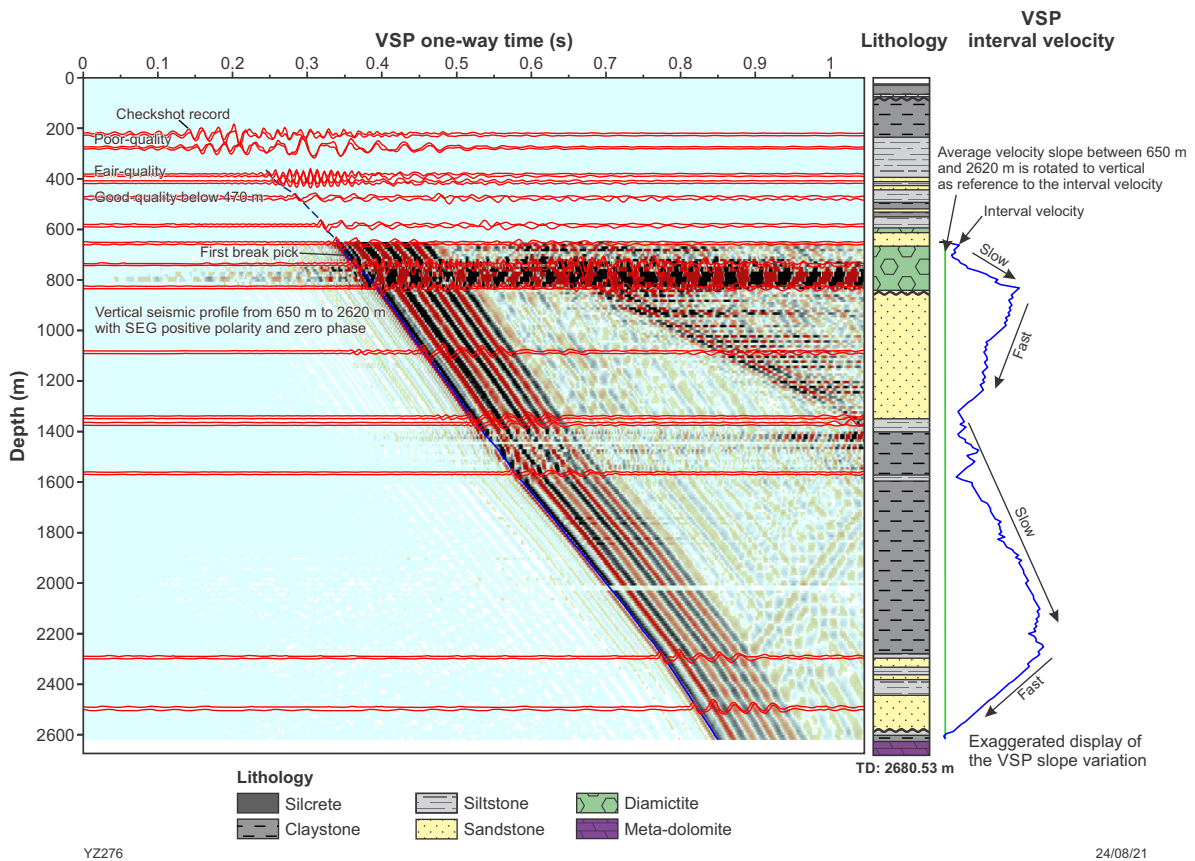 VSP one-way time (s)
Lithology
VSP
interval velocity
0
0.1
0.2
0.3
0.4
0.5
0.6
0.7
0.8
0.9
1
Depth (m)
0
200
400
600
800
1000
1200
1400
1600
1800
2000
2200
2400
2600
Checkshot record
Poor-quality
Fair-quality
Good-quality below 470 m
First break pick
Vertical seismic profile from 650 m to 2620 m
with SEG positive polarity and zero phase
Average velocity slope between 650 m
and 2620 m is rotated to vertical
as reference to the interval velocity
Interval velocity
Slow
Fast
Slow
Fast
Exaggerated display of
the VSP slope variation
TD: 2680.53 m
Lithology
Silcrete
Siltstone
Diamictite
Claystone
Sandstone
Meta-dolomite
YZ276
24/08/21